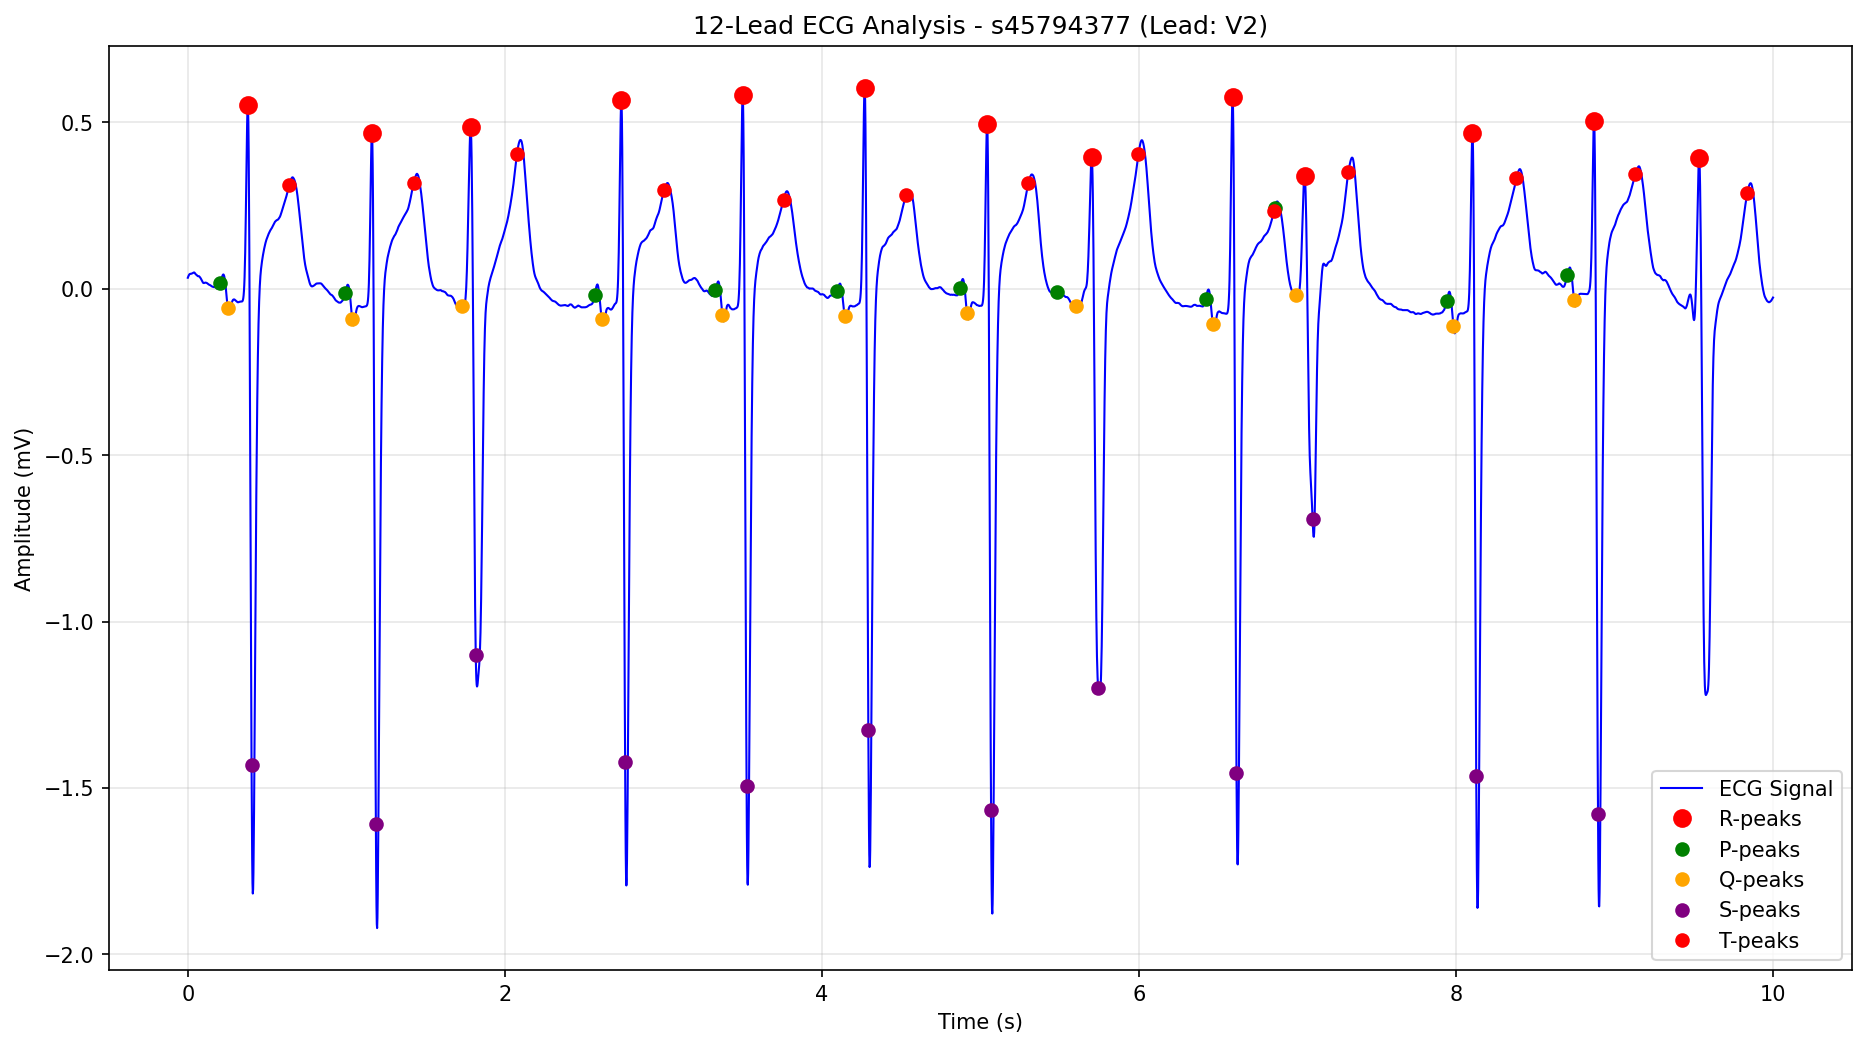 12-Lead ECG Analysis - s45794377 (Lead: V2)
Amplitude (mV)
0.5
0.0
−0.5
−1.0
−1.5
−2.0
0 2 4 6 8 10
Time (s)
ECG Signal
R-peaks
P-peaks
Q-peaks
S-peaks
T-peaks